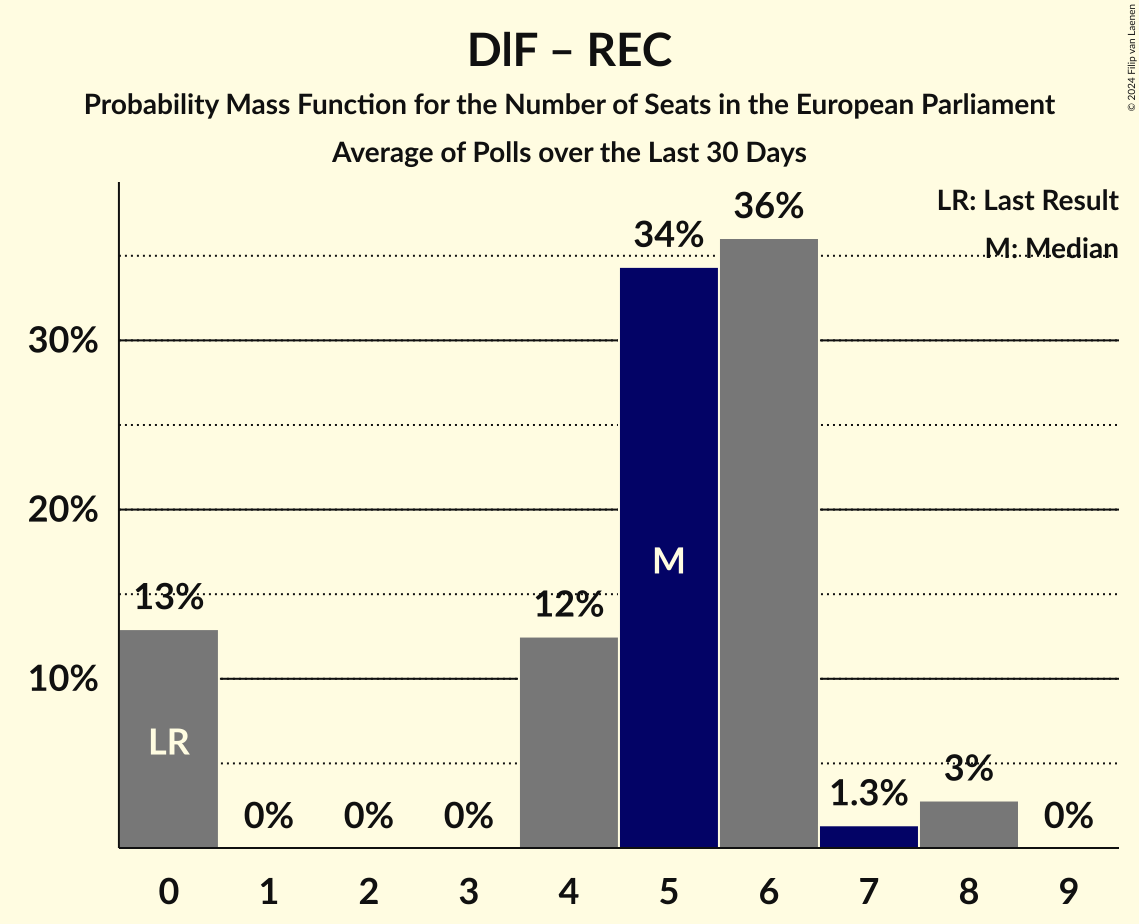 DIF – REC
Probability Mass Function for the Number of Seats in the European Parliament
Average of Polls over the Last 30 Days
© 2024 Filip van Laenen
LR: Last Result
M: Median
30%
20%
10%
13%
0%
0%
0%
12%
34%
36%
1.3%
3%
0%
LR
M
0 1 2 3 4 5 6 7 8 9